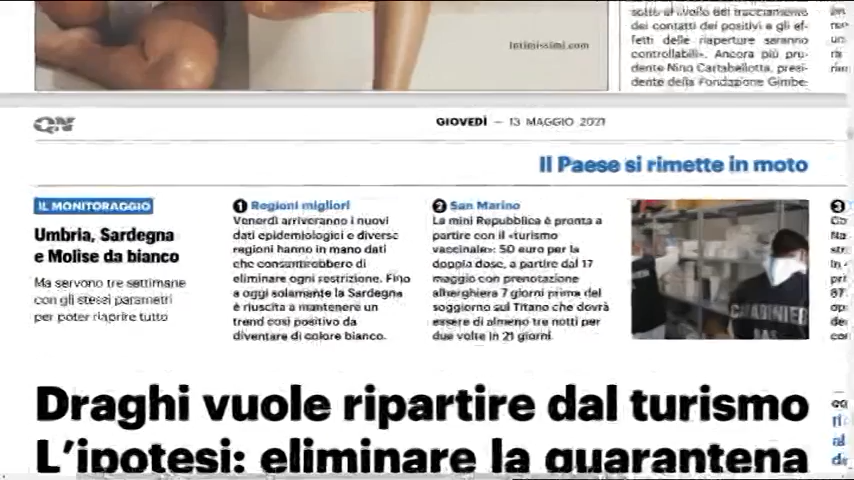 intimissimi.com
sotto al livello del tracciamento
dei contatti dei positivi e gli ef-
fetti delle riaperture saranno
controllabili». Ancora più pru-
dente Nino Cartabellotta, presi-
dente della Fondazione Gimbe,
QN
GIOVEDÌ — 13 MAGGIO 2021
Il Paese si rimette in moto
IL MONITORAGGIO
Umbria, Sardegna
e Molise da bianco
Ma servono tre settimane
con gli stessi parametri
per poter riaprire tutto
1 Regioni migliori
Venerdì arriveranno i nuovi
dati epidemiologici e diverse
regioni hanno in mano dati
che consentirebbero di
eliminare ogni restrizione. Fino
a oggi solamente la Sardegna
è riuscita a mantenere un
trend così positivo da
diventare di colore bianco.
2 San Marino
La mini Repubblica è pronta a
partire con il «turismo
vaccinale»: 50 euro per la
doppia dose, a partire dal 17
maggio con prenotazione
alberghiera 7 giorni prima del
soggiorno sul Titano che dovrà
essere di almeno tre notti per
due volte in 21 giorni.
CARABINIERI
3
Draghi vuole ripartire dal turismo
L'ipotesi: eliminare la quarantena